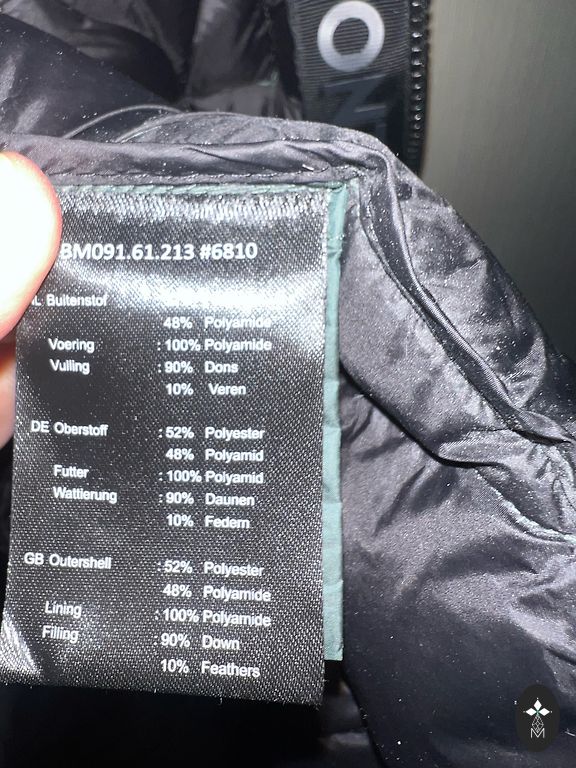 ON
BM091.61.213 #6810
NL Buitenstof
48% Polyamide
Voering : 100% Polyamide
Vulling : 90% Dons
10% Veren
DE Oberstoff : 52% Polyester
48% Polyamid
Futter : 100% Polyamid
Wattierung : 90% Daunen
10% Federn
GB Outershell : 52% Polyester
48% Polyamide
Lining : 100% Polyamide
Filling : 90% Down
10% Feathers
M